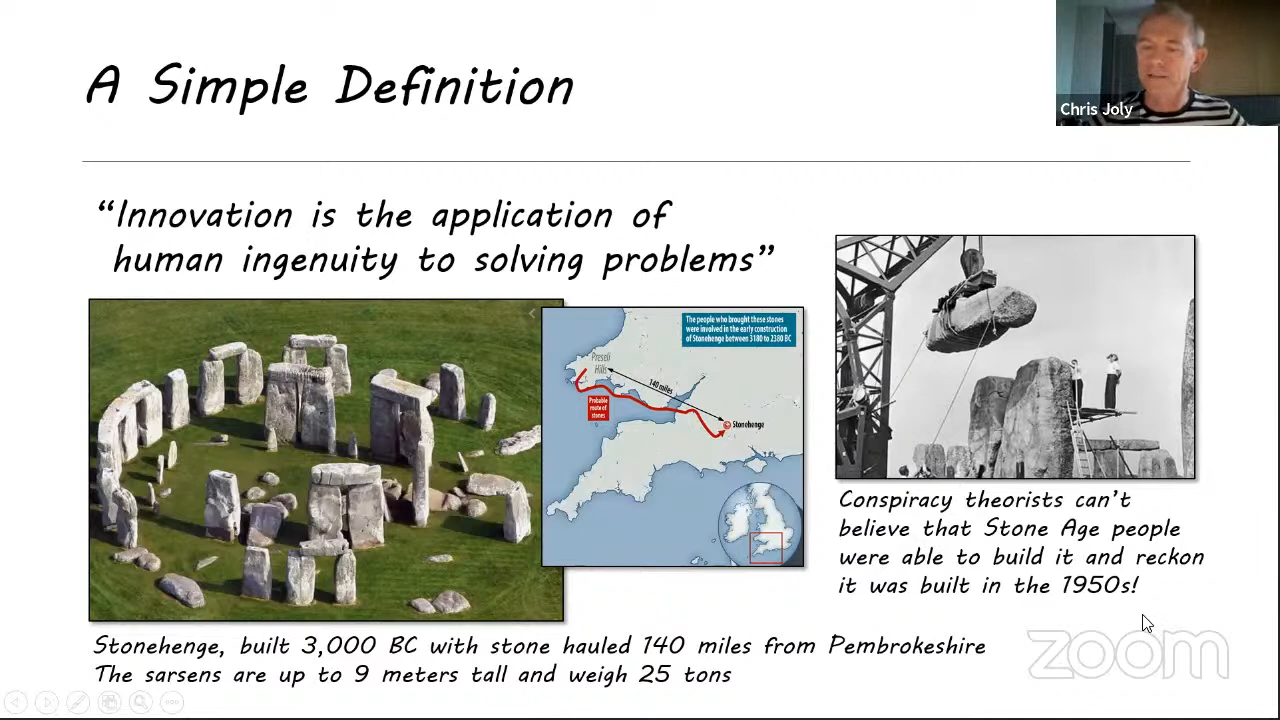 A Simple Definition
Chris Joly
“Innovation is the application of
human ingenuity to solving problems”
The people who brought these stones
were involved in the early construction
of Stonehenge between 3180 to 2380 BC
Preseli
Hills
140 miles
Probable
route of
stones
Stonehenge
Conspiracy theorists can’t
believe that Stone Age people
were able to build it and reckon
it was built in the 1950s!
Stonehenge, built 3,000 BC with stone hauled 140 miles from Pembrokeshire
The sarsens are up to 9 meters tall and weigh 25 tons
zoom